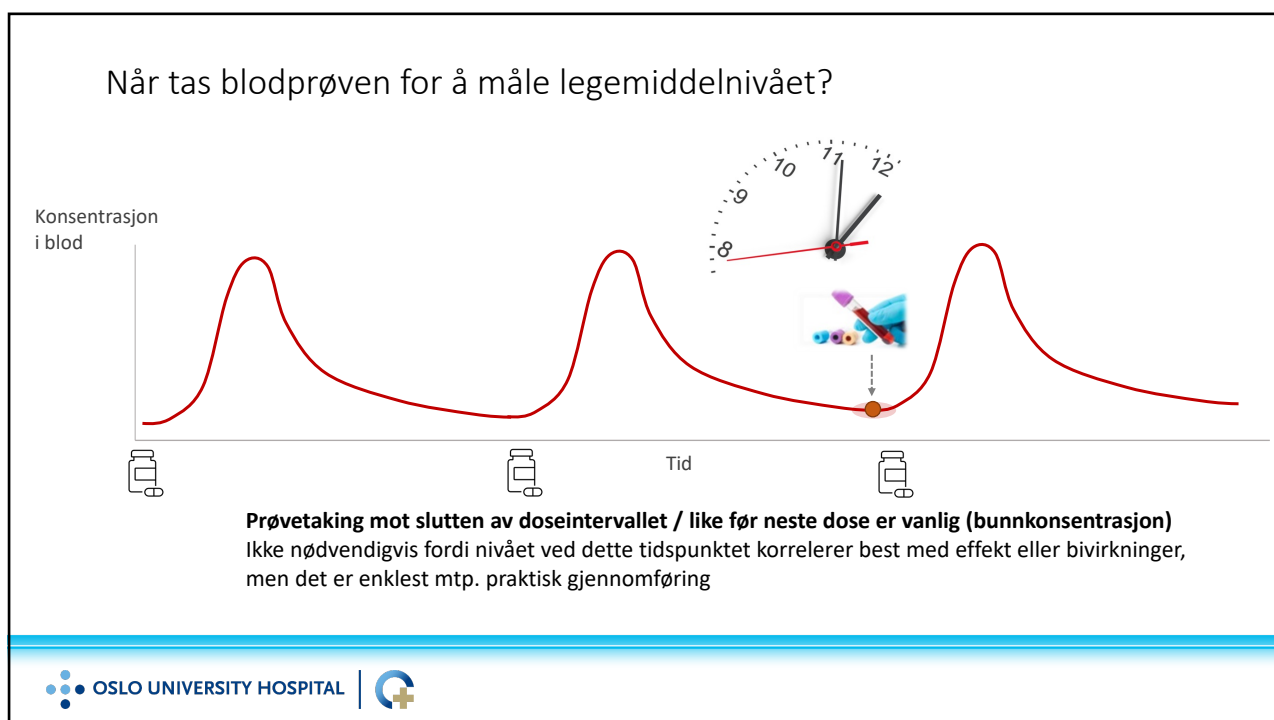 Når tas blodprøven for å måle legemiddelnivået?
8
9
10
11
12
Konsentrasjon
i blod
Tid
Prøvetaking mot slutten av doseintervallet / like før neste dose er vanlig (bunnkonsentrasjon)
Ikke nødvendigvis fordi nivået ved dette tidspunktet korrelerer best med effekt eller bivirkninger,
men det er enklest mtp. praktisk gjennomføring
OSLO UNIVERSITY HOSPITAL